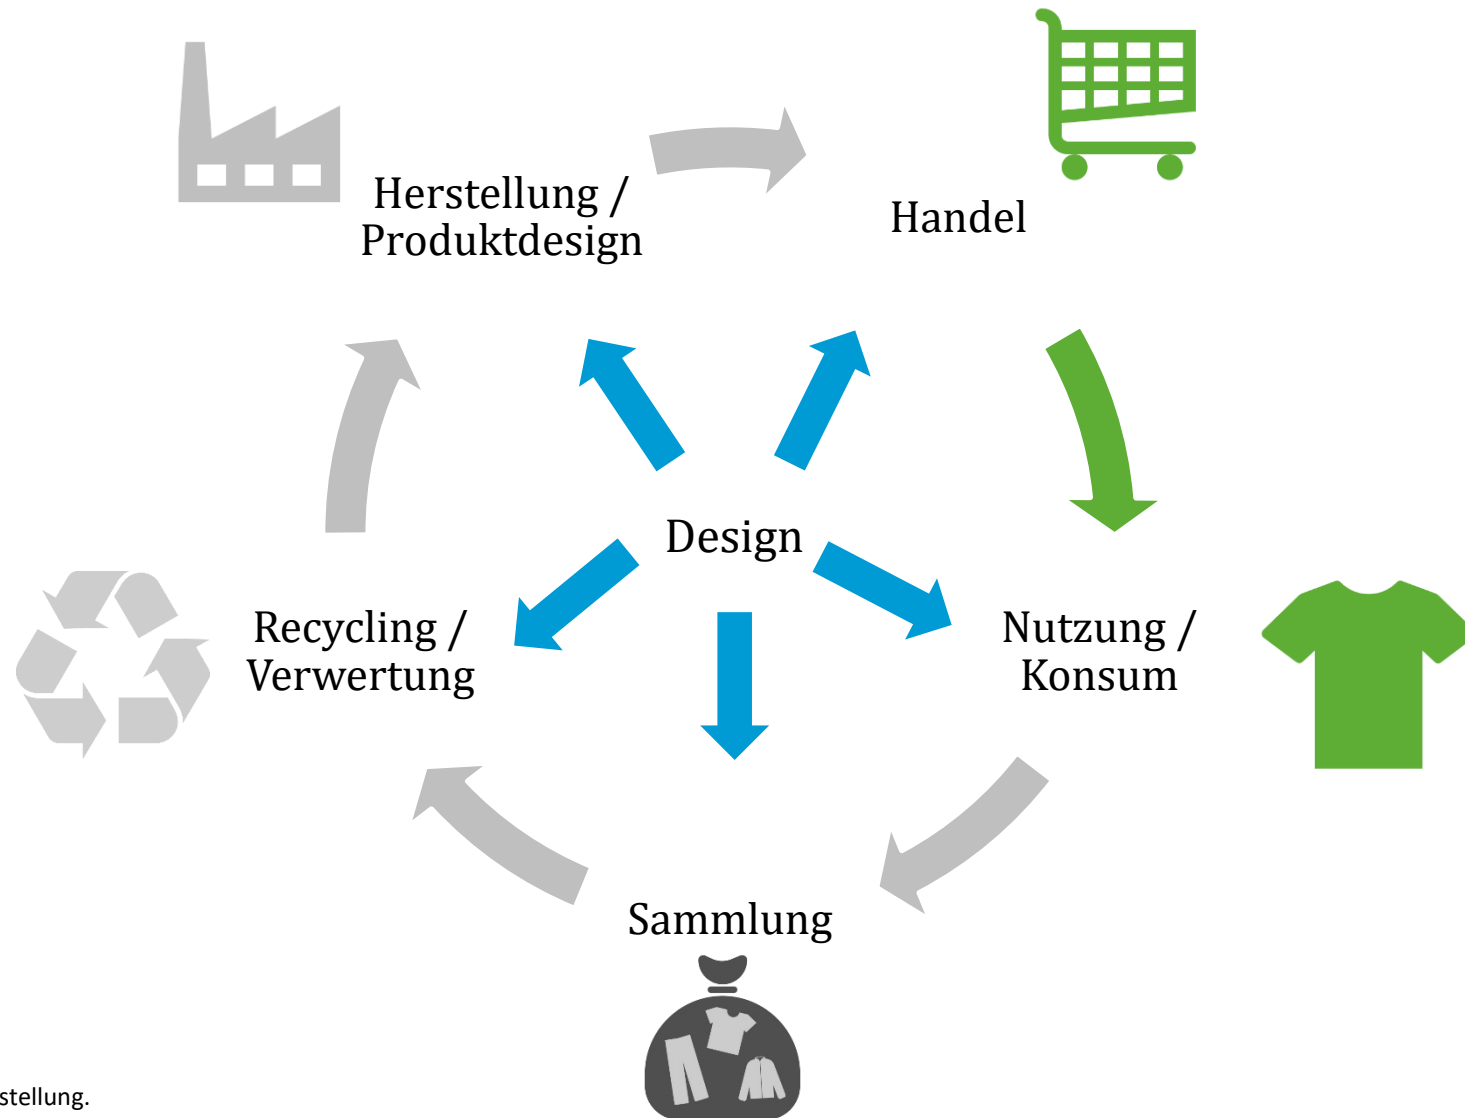 Herstellung /
Produktdesign
Handel
Design
Recycling /
Verwertung
Nutzung /
Konsum
Sammlung
stellung.